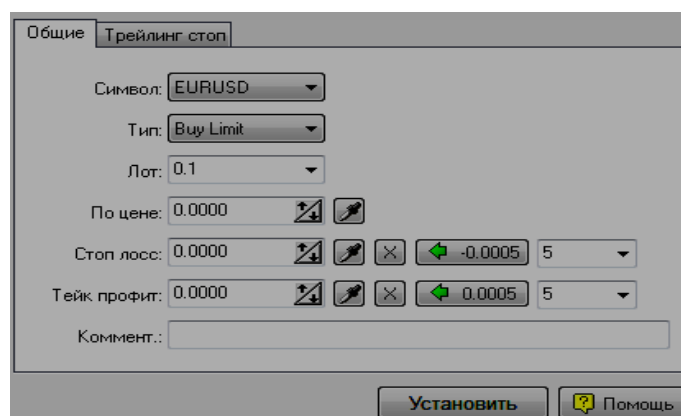 Общие Трейлинг стоп
Символ: EURUSD
Тип: Buy Limit
Лот: 0.1
По цене: 0.0000
Стоп лосс: 0.0000 -0.0005 5
Тейк профит: 0.0000 0.0005 5
Коммент.:
Установить ? Помощь